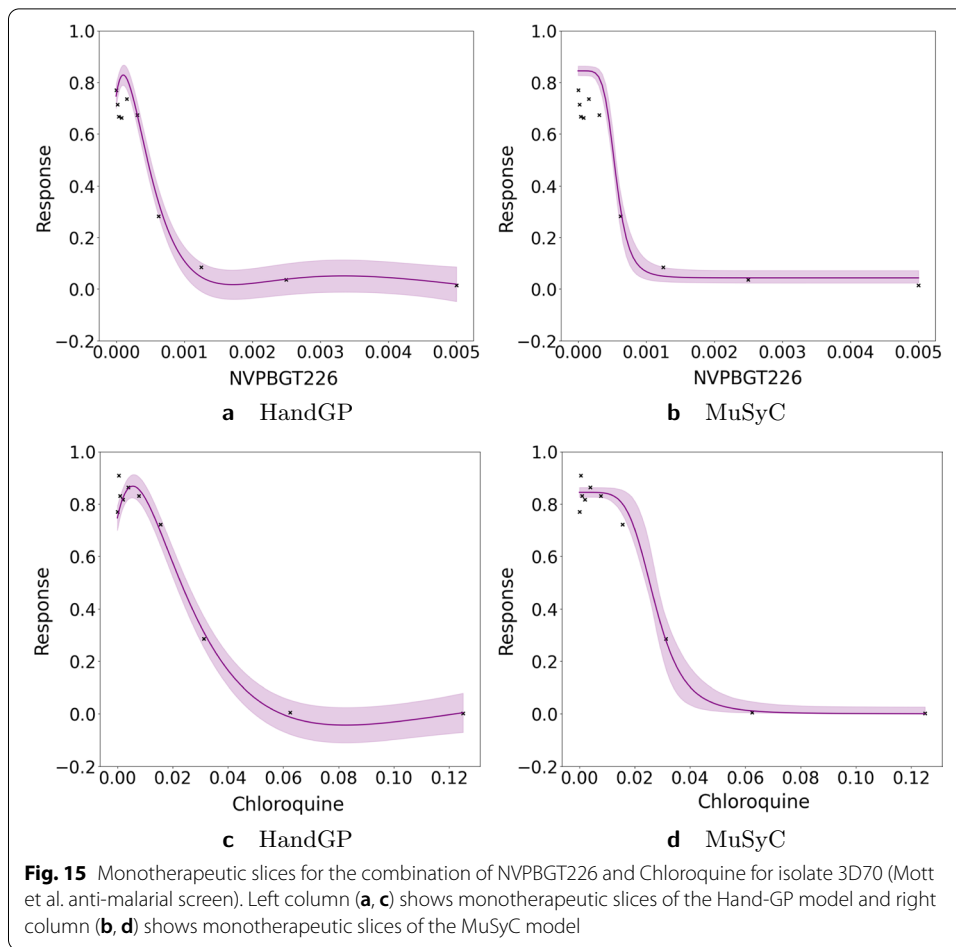 1.0
0.8
0.6
0.4
0.2
0.0
−0.2
Response
0.000 0.001 0.002 0.003 0.004 0.005
NVPBGT226
a HandGP
1.0
0.8
0.6
0.4
0.2
0.0
−0.2
Response
0.000 0.001 0.002 0.003 0.004 0.005
NVPBGT226
b MuSyC
1.0
0.8
0.6
0.4
0.2
0.0
−0.2
Response
0.00 0.02 0.04 0.06 0.08 0.10 0.12
Chloroquine
c HandGP
1.0
0.8
0.6
0.4
0.2
0.0
−0.2
Response
0.00 0.02 0.04 0.06 0.08 0.10 0.12
Chloroquine
d MuSyC
Fig. 15 Monotherapeutic slices for the combination of NVPBGT226 and Chloroquine for isolate 3D70 (Mott
et al. anti-malarial screen). Left column (a, c) shows monotherapeutic slices of the Hand-GP model and right
column (b, d) shows monotherapeutic slices of the MuSyC model